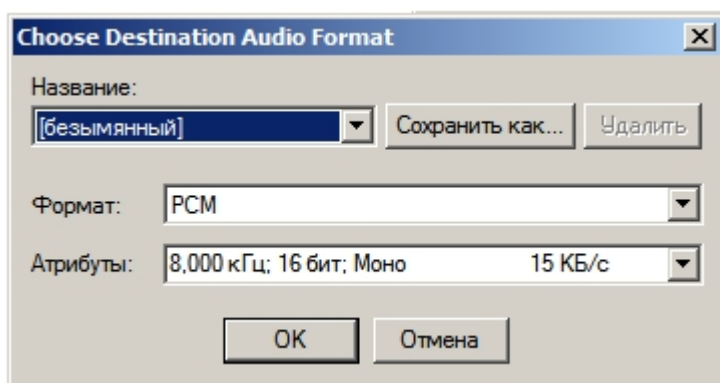 Choose Destination Audio Format
Название:
[безымянный]
Сохранить как...
Удалить
Формат:
PCM
Атрибуты:
8,000 кГц; 16 бит; Моно 15 КБ/с
OK
Отмена